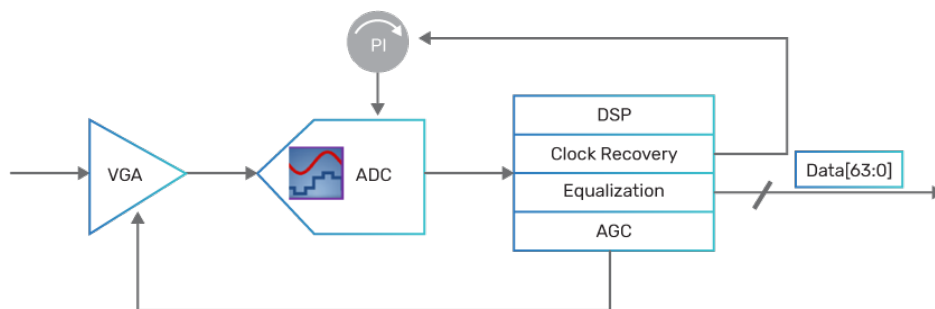 PI
DSP
VGA
ADC
Clock Recovery
Equalization
AGC
Data[63:0]